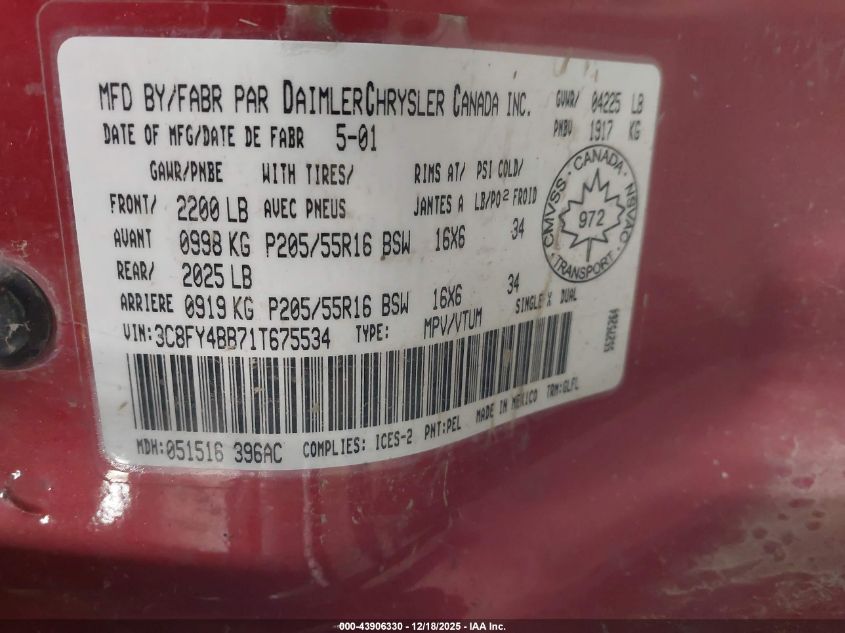 MFD BY/FABR PAR DAIMLERCHRYSLER CANADA INC. GVWR/ 04225 LB
DATE OF MFG/DATE DE FABR 5-01 PNBV 1917 KG
GAWR/PNBE WITH TIRES/ RIMS AT/ PSI COLD/
FRONT/ 2200 LB AVEC PNEUS JANTES A LB/PO² FROID
AVANT 0998 KG P205/55R16 BSW 16X6 34
REAR/ 2025 LB
ARRIERE 0919 KG P205/55R16 BSW 16X6 34
SINGLE X DUAL
VIN:3C8FY4BB71T675534 TYPE: MPV/VTUM
MDH:051516 396AC COMPLIES: ICES-2 PNT:PEL MADE IN MEXICO TRM:GLFL
CMVSS · CANADA · NSVAC
972
TRANSPORT
55275264
000-43906330 - 12/18/2025 - IAA Inc.